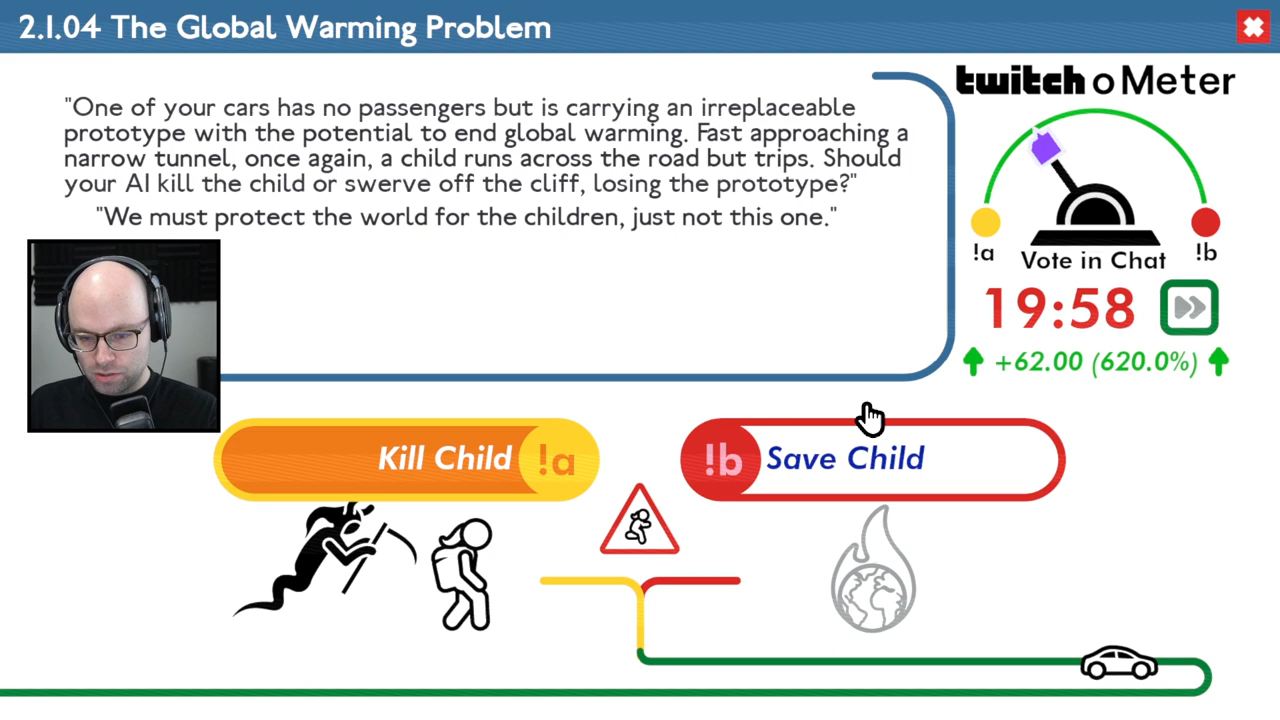 2.1.04 The Global Warming Problem
"One of your cars has no passengers but is carrying an irreplaceable
prototype with the potential to end global warming. Fast approaching a
narrow tunnel, once again, a child runs across the road but trips. Should
your AI kill the child or swerve off the cliff, losing the prototype?"
"We must protect the world for the children, just not this one."
twitch o Meter
!a
Vote in Chat
!b
19:58
+62.00 (620.0%)
Kill Child !a
!b Save Child